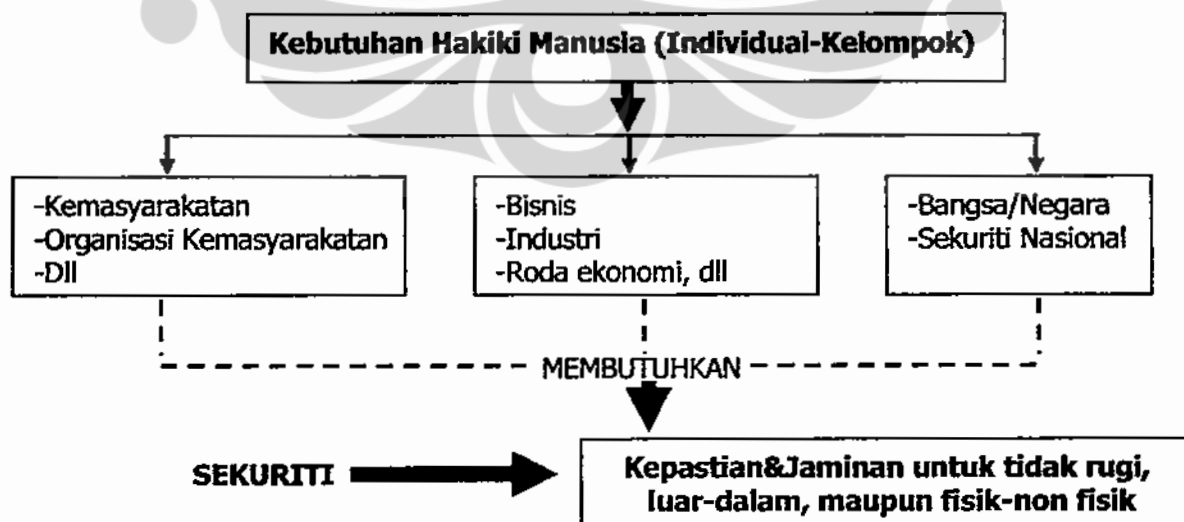 Kebutuhan Hakiki Manusia (Individual-Kelompok)
-Kemasyarakatan
-Organisasi Kemasyarakatan
-Dll
-Bisnis
-Industri
-Roda ekonomi, dll
-Bangsa/Negara
-Sekuriti Nasional
MEMBUTUHKAN
SEKURITI
Kepastian&Jaminan untuk tidak rugi,
luar-dalam, maupun fisik-non fisik